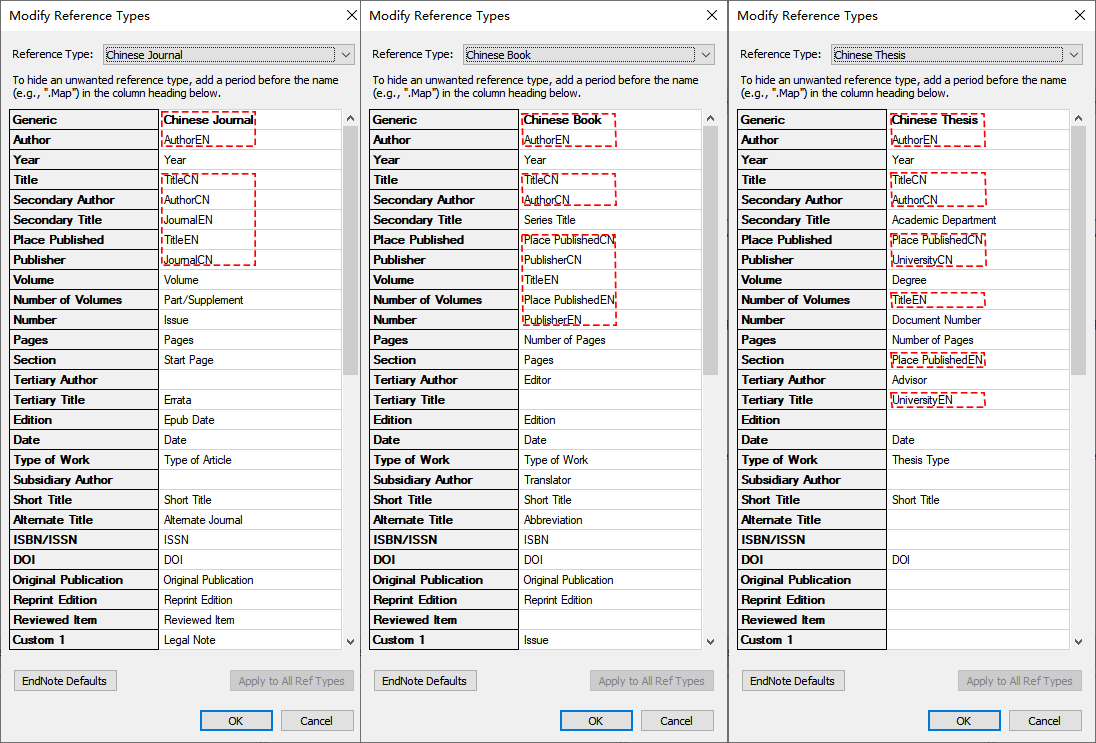 Modify Reference Types
Reference Type: Chinese Journal
To hide an unwanted reference type, add a period before the name
(e.g., ".Map") in the column heading below.
Generic Chinese Journal
Author AuthorEN
Year Year
Title TitleCN
Secondary Author AuthorCN
Secondary Title JournalEN
Place Published TitleEN
Publisher JournalCN
Volume Volume
Number of Volumes Part/Supplement
Number Issue
Pages Pages
Section Start Page
Tertiary Author
Tertiary Title Errata
Edition Epub Date
Date Date
Type of Work Type of Article
Subsidiary Author
Short Title Short Title
Alternate Title Alternate Journal
ISBN/ISSN ISSN
DOI DOI
Original Publication Original Publication
Reprint Edition Reprint Edition
Reviewed Item Reviewed Item
Custom 1 Legal Note
EndNote Defaults Apply to All Ref Types
OK Cancel
Modify Reference Types
Reference Type: Chinese Book
To hide an unwanted reference type, add a period before the name
(e.g., ".Map") in the column heading below.
Generic Chinese Book
Author AuthorEN
Year Year
Title TitleCN
Secondary Author AuthorCN
Secondary Title Series Title
Place Published Place PublishedCN
Publisher PublisherCN
Volume TitleEN
Number of Volumes Place PublishedEN
Number PublisherEN
Pages Number of Pages
Section Pages
Tertiary Author Editor
Tertiary Title
Edition Edition
Date Date
Type of Work Type of Work
Subsidiary Author Translator
Short Title Short Title
Alternate Title Abbreviation
ISBN/ISSN ISBN
DOI DOI
Original Publication Original Publication
Reprint Edition Reprint Edition
Reviewed Item
Custom 1 Issue
EndNote Defaults Apply to All Ref Types
OK Cancel
Modify Reference Types
Reference Type: Chinese Thesis
To hide an unwanted reference type, add a period before the name
(e.g., ".Map") in the column heading below.
Generic Chinese Thesis
Author AuthorEN
Year Year
Title TitleCN
Secondary Author AuthorCN
Secondary Title Academic Department
Place Published Place PublishedCN
Publisher UniversityCN
Volume Degree
Number of Volumes TitleEN
Number Document Number
Pages Number of Pages
Section Place PublishedEN
Tertiary Author Advisor
Tertiary Title UniversityEN
Edition
Date Date
Type of Work Thesis Type
Subsidiary Author
Short Title Short Title
Alternate Title
ISBN/ISSN
DOI DOI
Original Publication
Reprint Edition
Reviewed Item
Custom 1
EndNote Defaults Apply to All Ref Types
OK Cancel